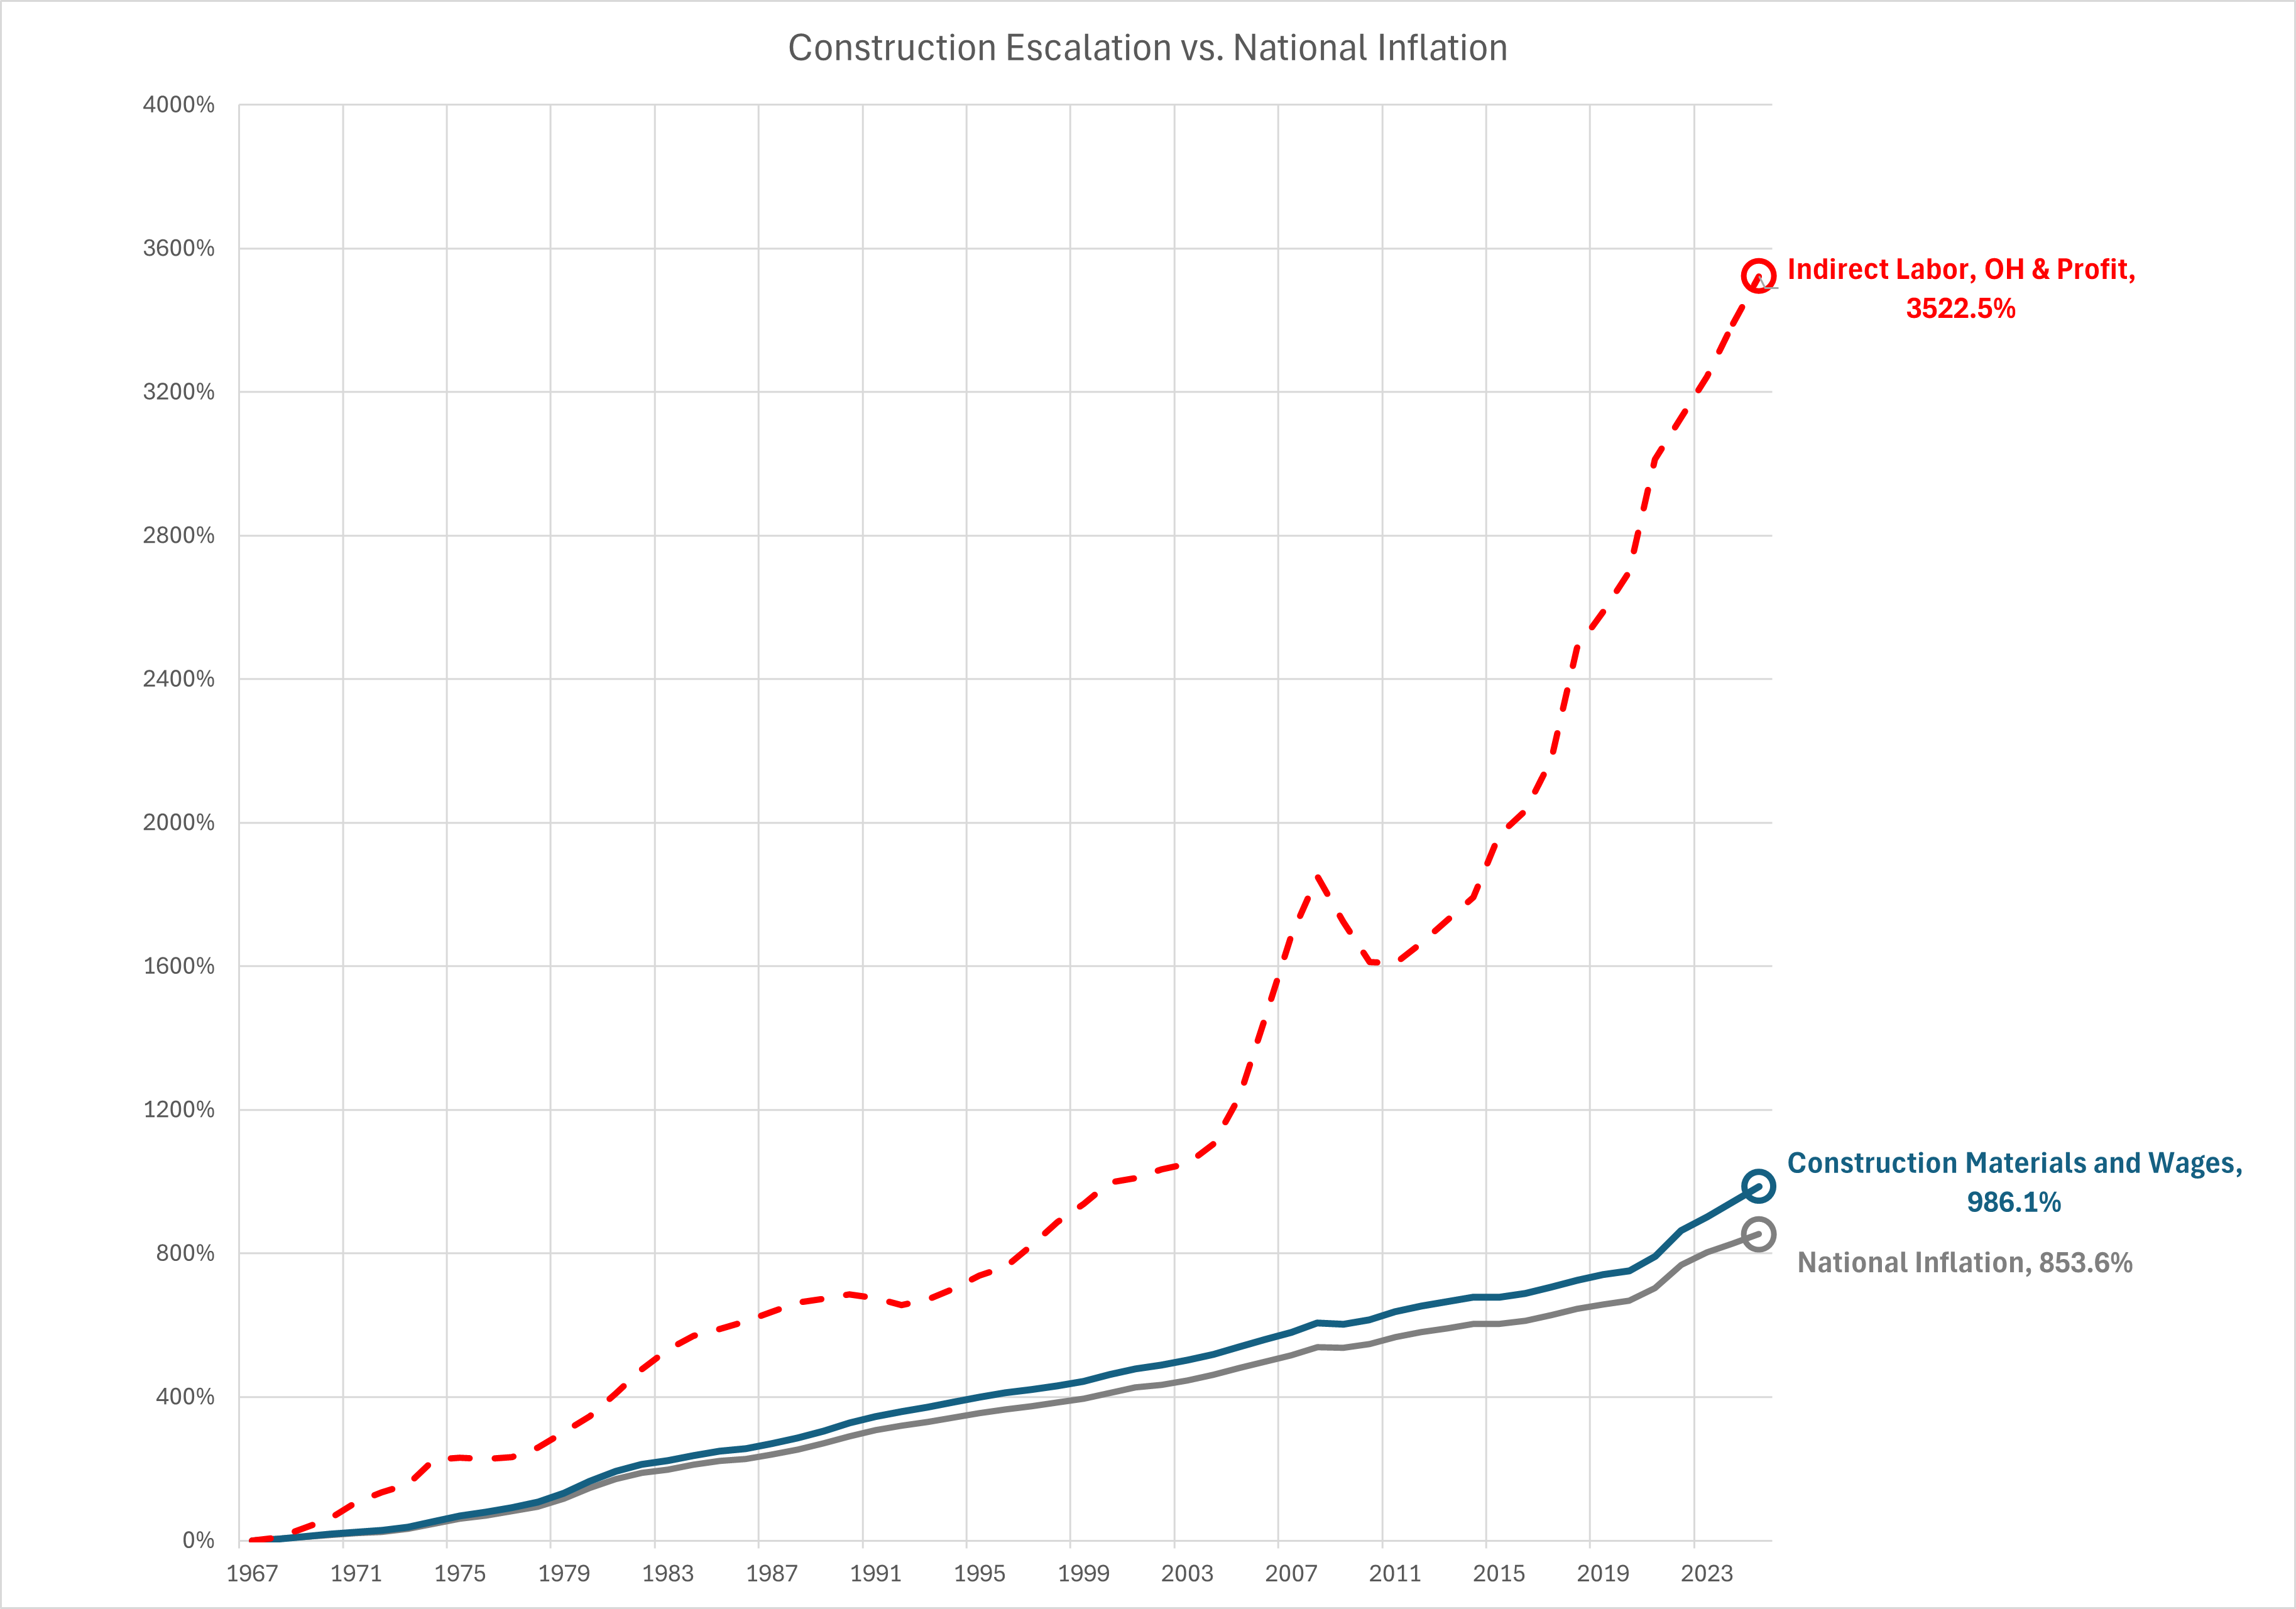 Construction Escalation vs. National Inflation
4000%
3600%
3200%
2800%
2400%
2000%
1600%
1200%
800%
400%
0%
Indirect Labor, OH & Profit,
3522.5%
Construction Materials and Wages,
986.1%
National Inflation, 853.6%
1967 1971 1975 1979 1983 1987 1991 1995 1999 2003 2007 2011 2015 2019 2023